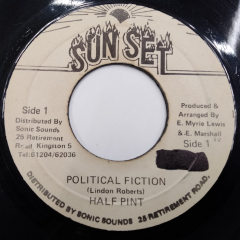 SUN SET
Side 1
Distributed By
Sonic Sounds
25 Retirement
Road Kingson 5
Tel:61204/62036
Produced &
Arranged By
E. Myrie Lewis
& E. Marshall
Side 1
POLITICAL FICTION
(Lindon Roberts)
HALF PINT
DISTRIBUTED BY SONIC SOUNDS 25 RETIREMENT ROAD.